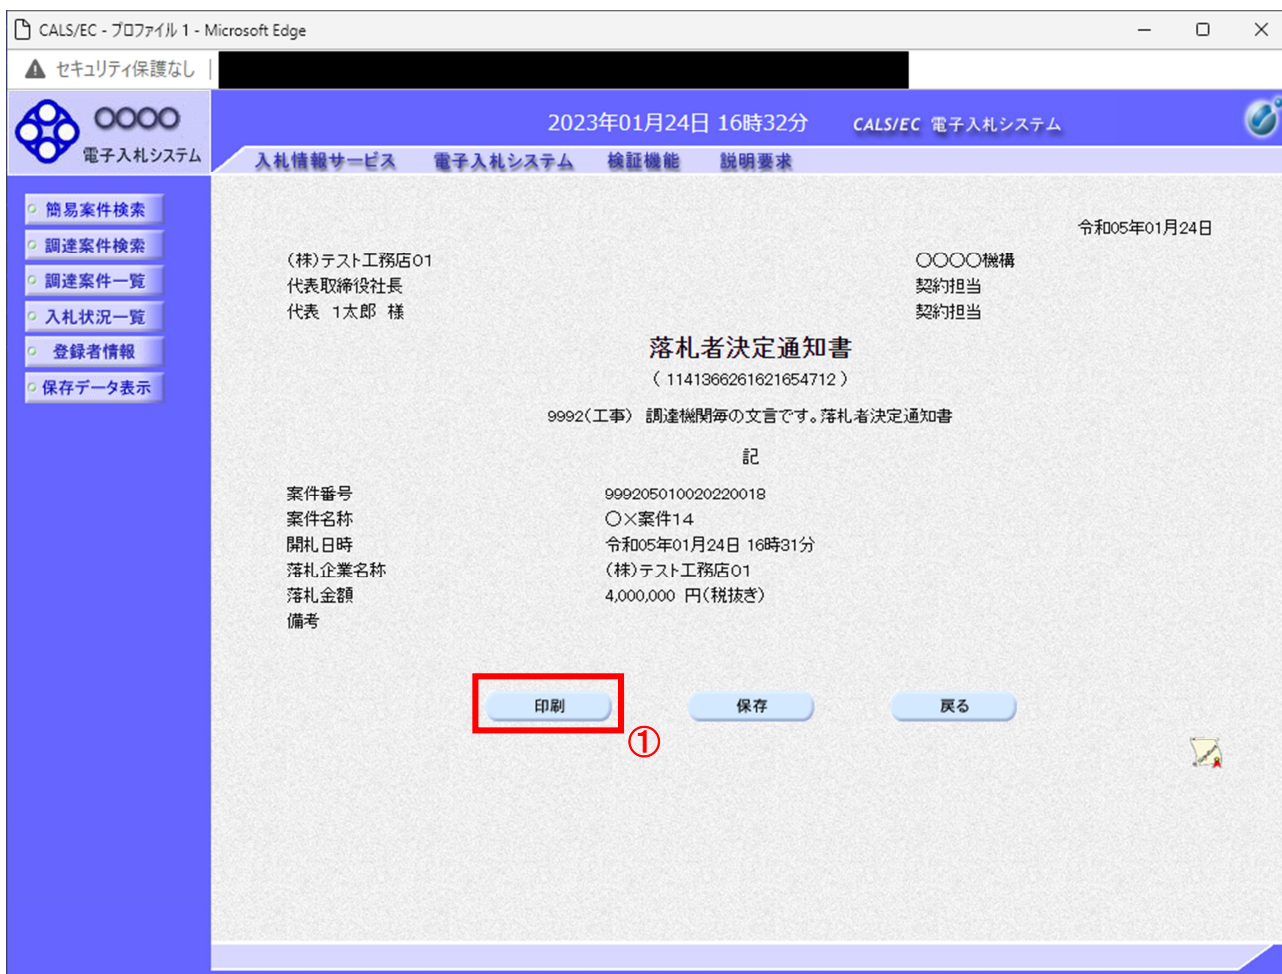 CALS/EC - プロファイル 1 - Microsoft Edge
セキュリティ保護なし
〇〇〇〇
電子入札システム
2023年01月24日 16時32分
CALS/EC 電子入札システム
入札情報サービス 電子入札システム 検証機能 説明要求
簡易案件検索
調達案件検索
調達案件一覧
入札状況一覧
登録者情報
保存データ表示
令和05年01月24日
(株)テスト工務店01
代表取締役社長
代表 1太郎 様
〇〇〇〇機構
契約担当
契約担当
落札者決定通知書
( 1141366261621654712 )
9992(工事) 調達機関毎の文言です。落札者決定通知書
記
案件番号 999205010020220018
案件名称 〇×案件14
開札日時 令和05年01月24日 16時31分
落札企業名称 (株)テスト工務店01
落札金額 4,000,000 円(税抜き)
備考
印刷 保存 戻る
①